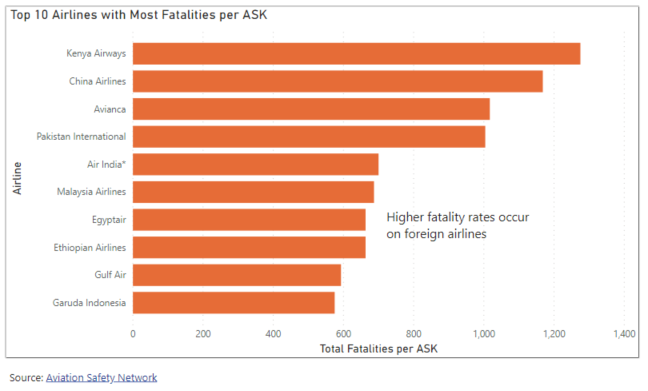 Top 10 Airlines with Most Fatalities per ASK
Kenya Airways
China Airlines
Avianca
Pakistan International
Air India*
Malaysia Airlines
Egyptair
Ethiopian Airlines
Gulf Air
Garuda Indonesia
Airline
Higher fatality rates occur
on foreign airlines
0 200 400 600 800 1,000 1,200 1,400
Total Fatalities per ASK
Source: Aviation Safety Network